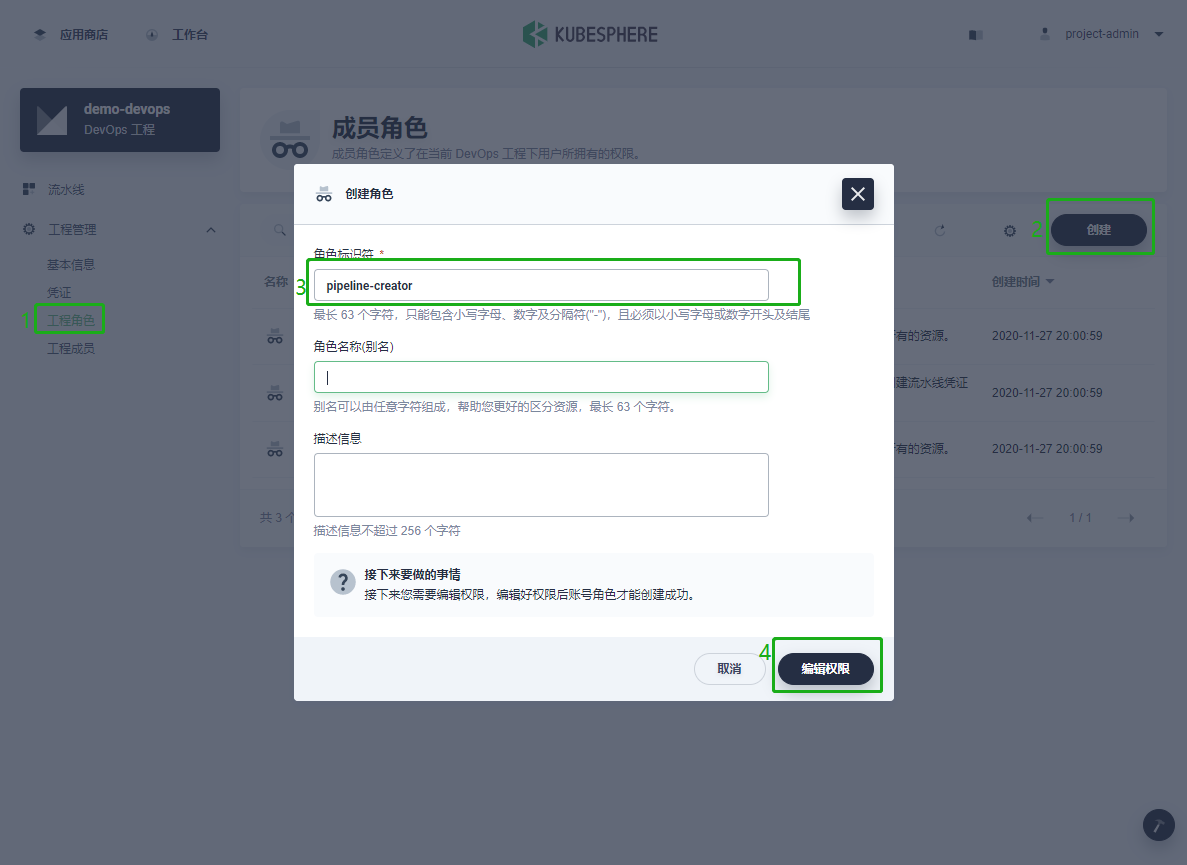 应用商店
工作台
KUBESPHERE
project-admin
demo-devops
DevOps 工程
成员角色
成员角色定义了在当前 DevOps 工程下用户所拥有的权限。
流水线
工程管理
基本信息
凭证
1
工程角色
工程成员
2
创建
名称
创建时间
有的资源。
2020-11-27 20:00:59
建流水线凭证
2020-11-27 20:00:59
有的资源。
2020-11-27 20:00:59
共 3 个
1 / 1
创建角色
角色标识符 *
3
pipeline-creator
最长 63 个字符，只能包含小写字母、数字及分隔符("-")，且必须以小写字母或数字开头及结尾
角色名称(别名)
别名可以由任意字符组成，帮助您更好的区分资源，最长 63 个字符。
描述信息
描述信息不超过 256 个字符
?
接下来要做的事情
接下来您需要编辑权限，编辑好权限后账号角色才能创建成功。
取消
4
编辑权限